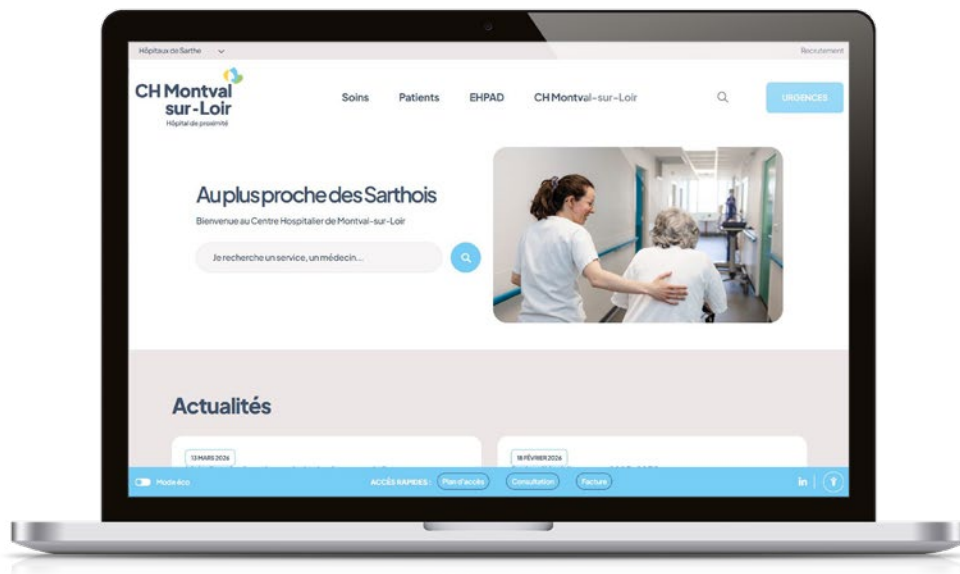 Hôpitaux de Sarthe
Recrutement
CH Montval
sur-Loir
Hôpital de proximité
Soins
Patients
EHPAD
CH Montval-sur-Loir
URGENCES
Au plus proche des Sarthois
Bienvenue au Centre Hospitalier de Montval-sur-Loir
Je recherche un service, un médecin...
Actualités
13 MARS 2026
18 FÉVRIER 2026
Mode éco
ACCÈS RAPIDES :
Plan d'accès
Consultation
Facture
in